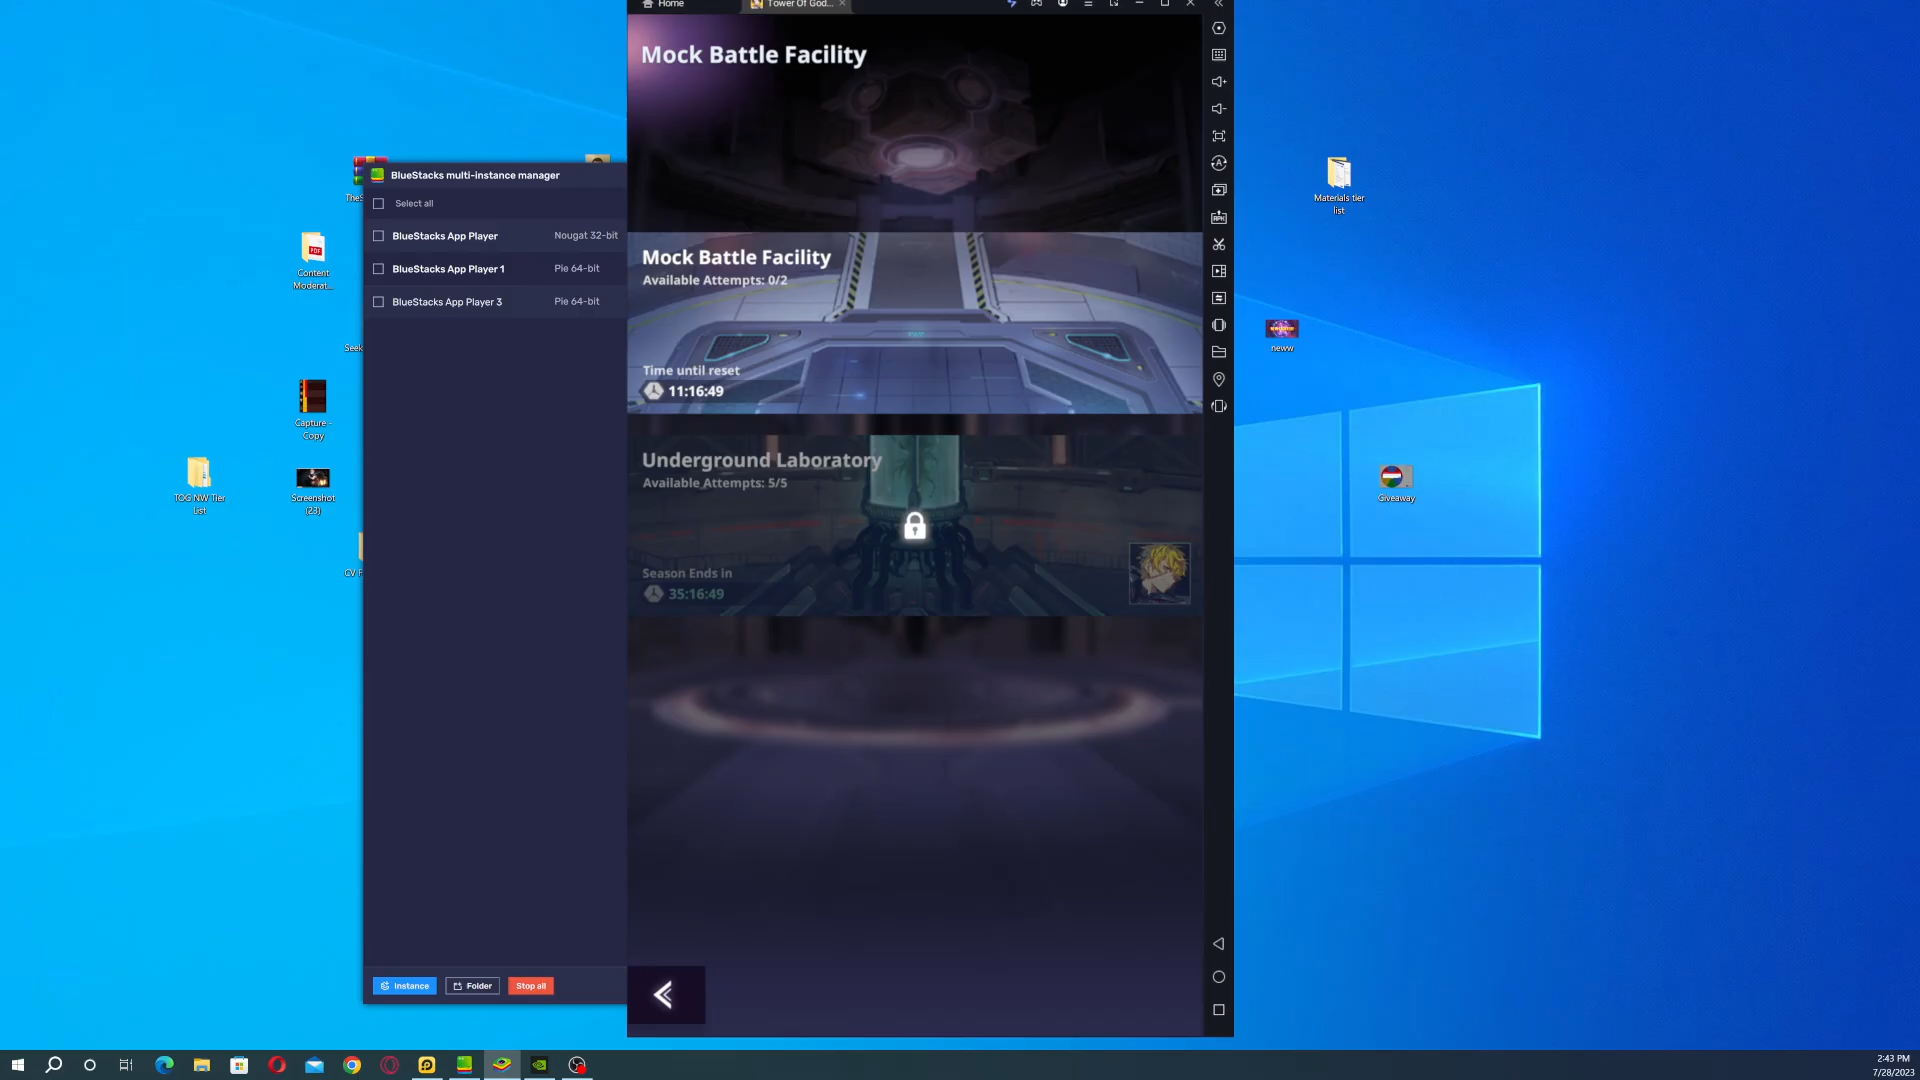 Home
Tower Of God...
Mock Battle Facility
BlueStacks multi-instance manager
Select all
BlueStacks App Player
Nougat 32-bit
BlueStacks App Player 1
Pie 64-bit
BlueStacks App Player 3
Pie 64-bit
Instance
Folder
Stop all
Mock Battle Facility
Available Attempts: 0/2
Time until reset
11:16:49
Underground Laboratory
Available Attempts: 5/5
Season Ends in
35:16:49
APK
Content
Moderat...
PDF
Seek
Capture -
Copy
TOG NW Tier
List
Screenshot
(23)
Materials tier
list
neww
Giveaway
2:43 PM
7/28/2023